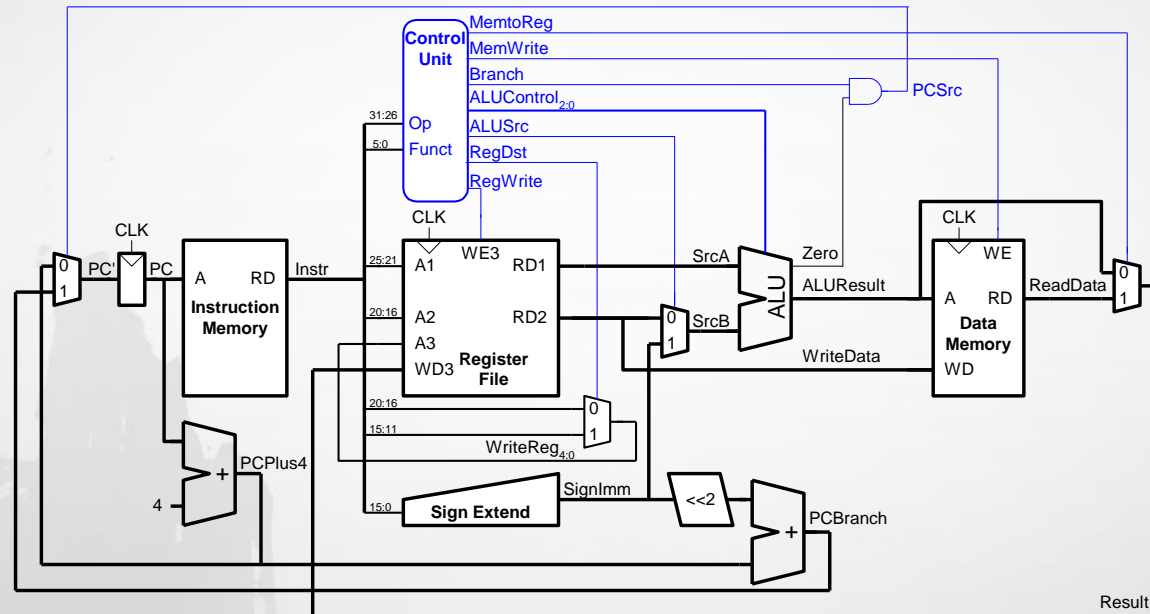 MemtoReg
Control
Unit
MemWrite
Branch
PCSrc
ALUControl2:0
31:26
Op
ALUSrc
5:0
Funct
RegDst
RegWrite
CLK
CLK
CLK
WE3
WE
0
1
PC'
PC
A
RD
Instr
25:21
A1
RD1
SrcA
Zero
ALU
ALUResult
A
RD
ReadData
0
1
Instruction
Memory
20:16
A2
RD2
0
1
SrcB
Data
Memory
A3
Register
File
WD3
WriteData
WD
20:16
0
15:11
1
WriteReg4:0
PCPlus4
+
4
SignImm
15:0
Sign Extend
<<2
PCBranch
+
Result